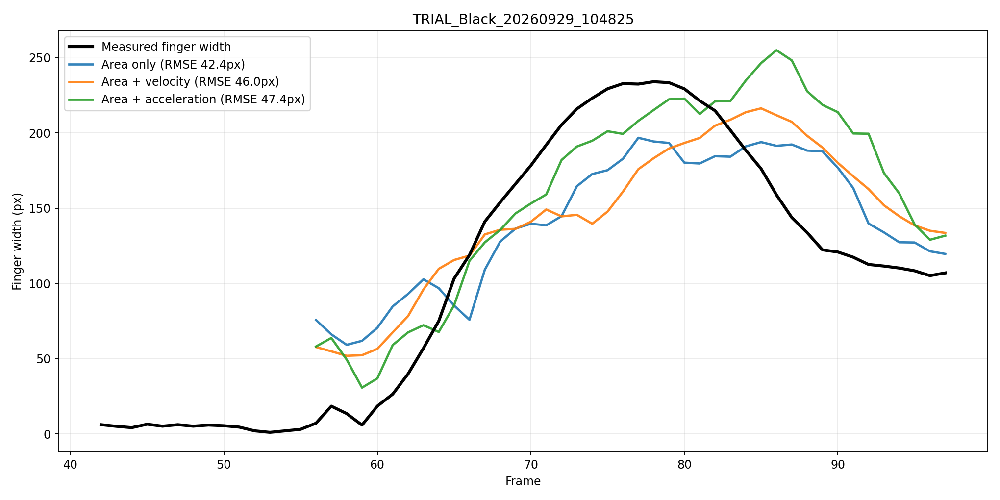 TRIAL_Black_20260929_104825
Measured finger width
Area only (RMSE 42.4px)
Area + velocity (RMSE 46.0px)
Area + acceleration (RMSE 47.4px)
250
200
150
100
50
0
Finger width (px)
40 50 60 70 80 90
Frame